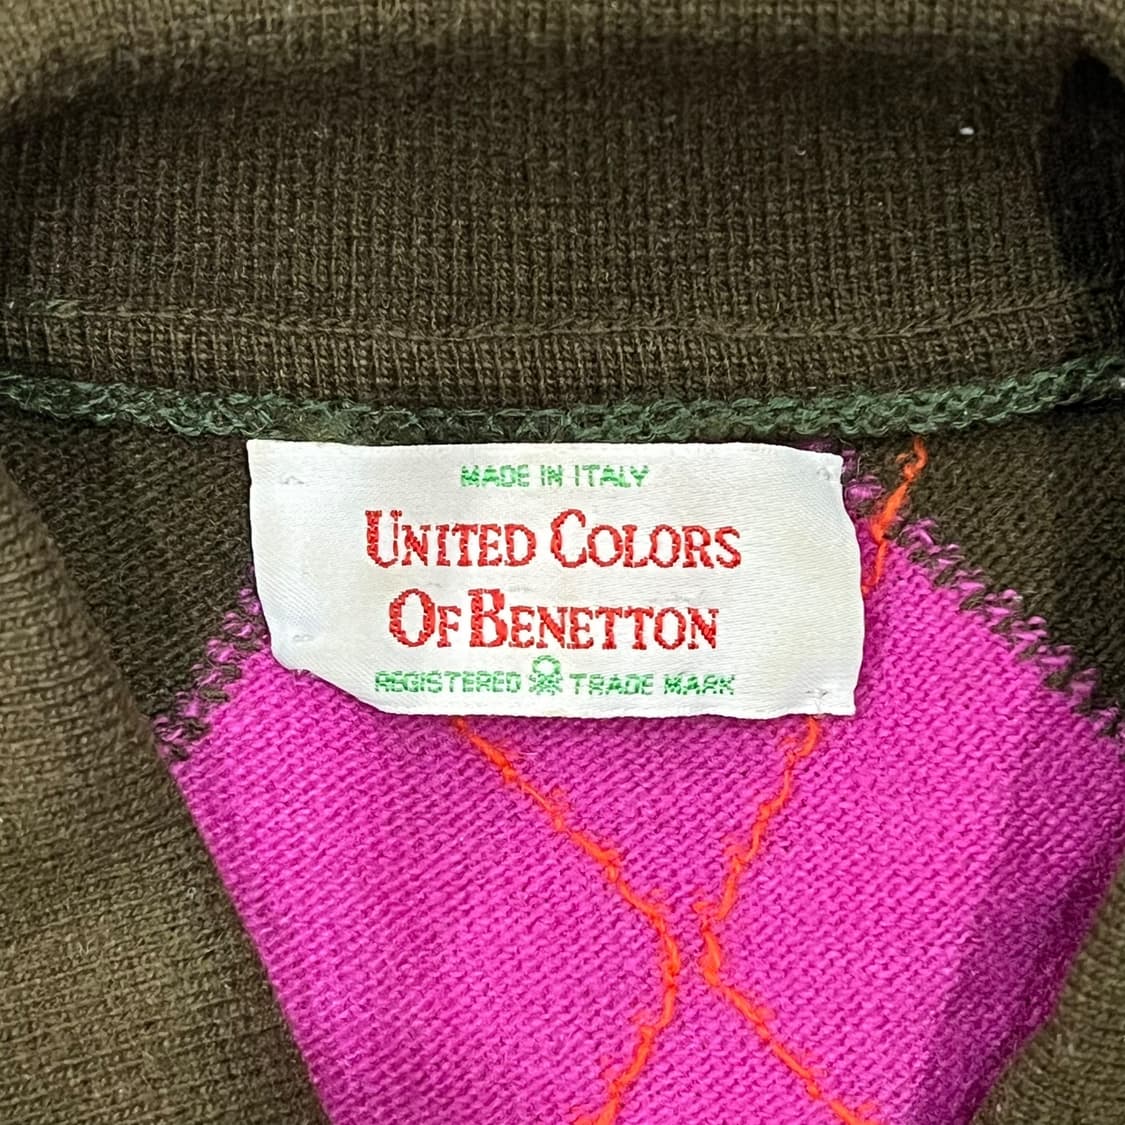 MADE IN ITALY
UNITED COLORS
OF BENETTON
REGISTERED TRADE MARK